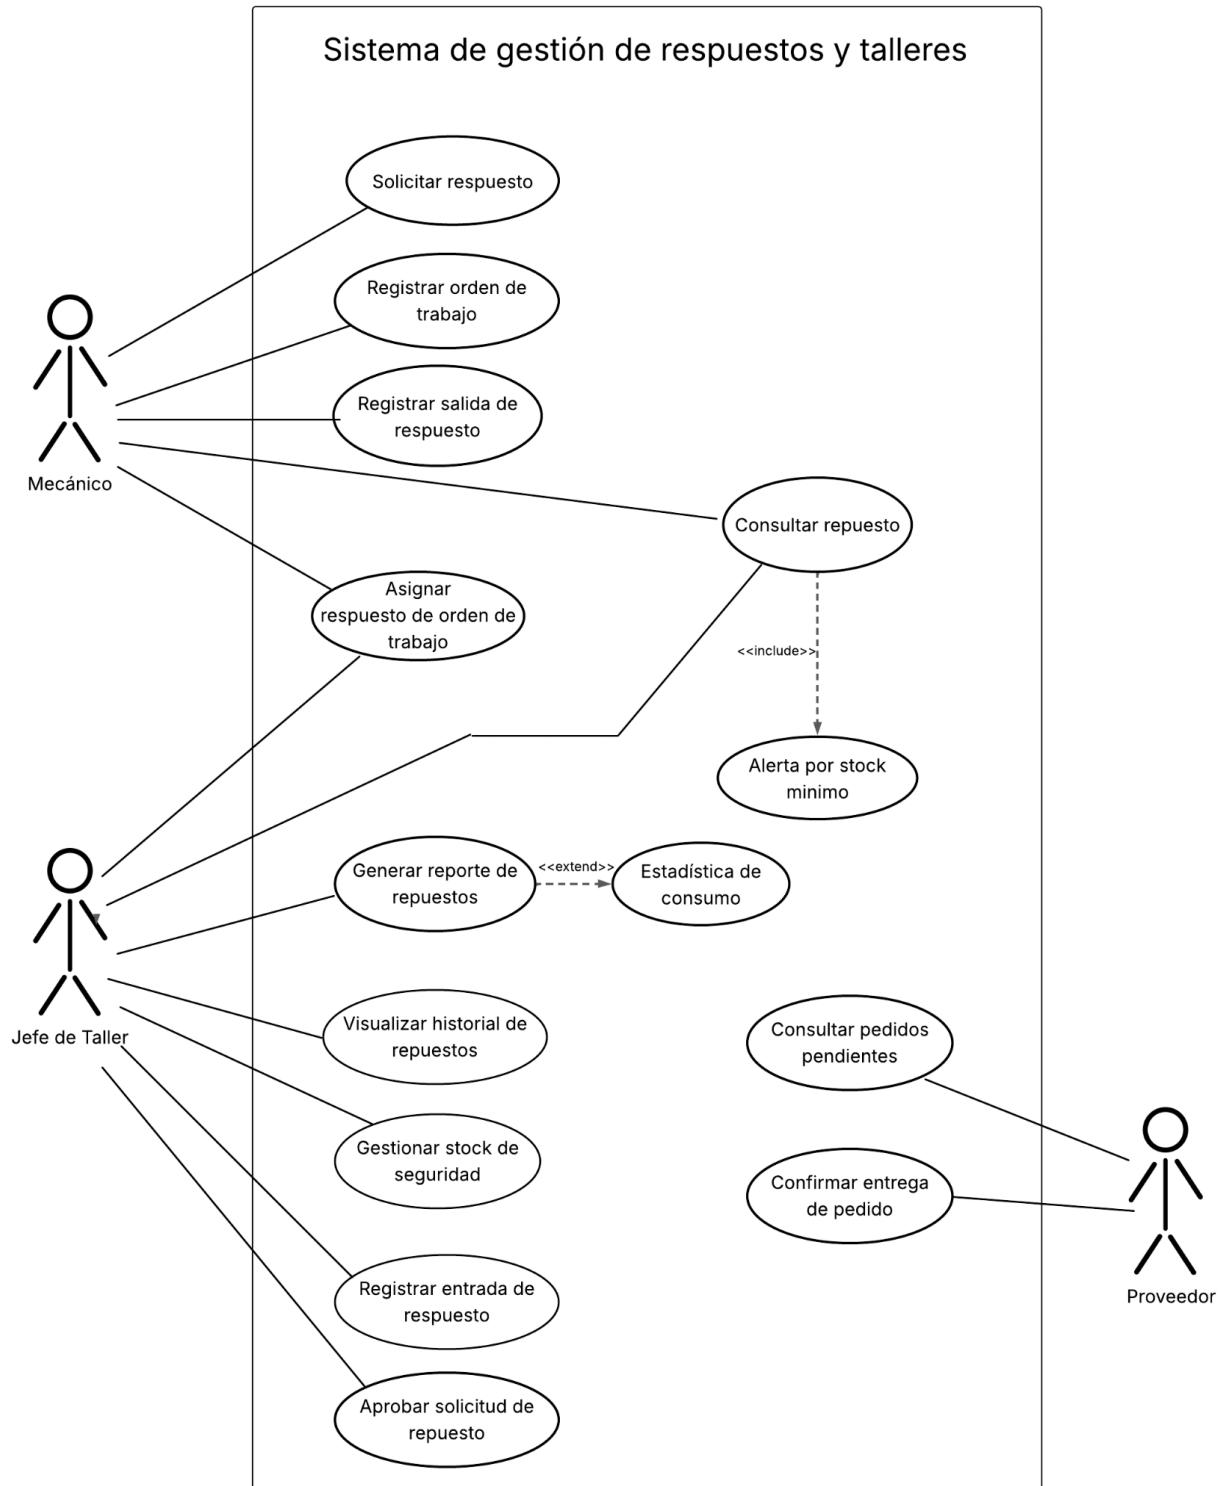 Sistema de gestión de respuestos y talleres
Solicitar respuesto
Registrar orden de
trabajo
Registrar salida de
respuesto
Mecánico
Consultar repuesto
Asignar
respuesto de orden de
trabajo
<<include>>
Alerta por stock
minimo
Generar reporte de
repuestos
<<extend>>
Estadística de
consumo
Jefe de Taller
Visualizar historial de
repuestos
Consultar pedidos
pendientes
Gestionar stock de
seguridad
Confirmar entrega
de pedido
Proveedor
Registrar entrada de
respuesto
Aprobar solicitud de
repuesto